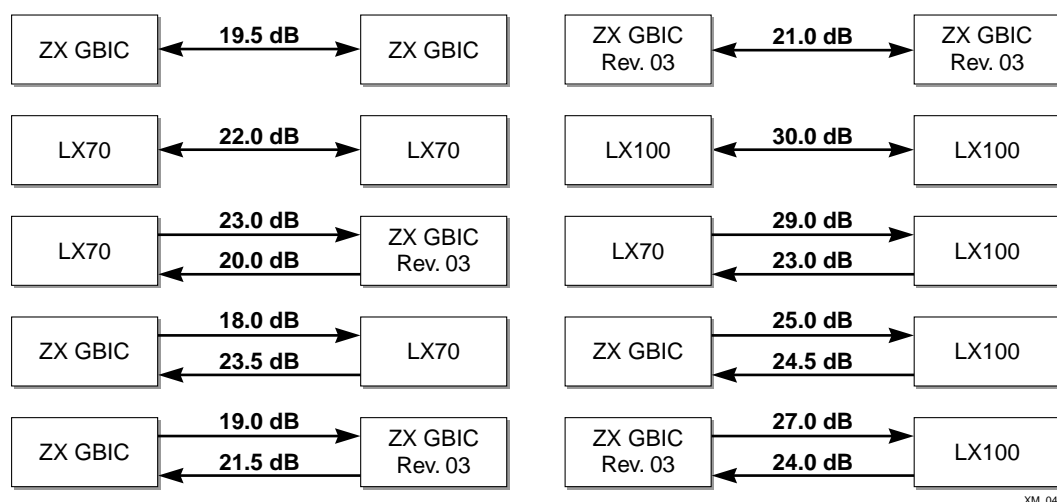 ZX GBIC 19.5 dB ZX GBIC
ZX GBIC
Rev. 03
21.0 dB
ZX GBIC
Rev. 03
LX70 22.0 dB LX70
LX100 30.0 dB LX100
LX70
23.0 dB
20.0 dB
ZX GBIC
Rev. 03
LX70
29.0 dB
23.0 dB
LX100
ZX GBIC
18.0 dB
23.5 dB
LX70
ZX GBIC
25.0 dB
24.5 dB
LX100
ZX GBIC
19.0 dB
21.5 dB
ZX GBIC
Rev. 03
ZX GBIC
Rev. 03
27.0 dB
24.0 dB
LX100